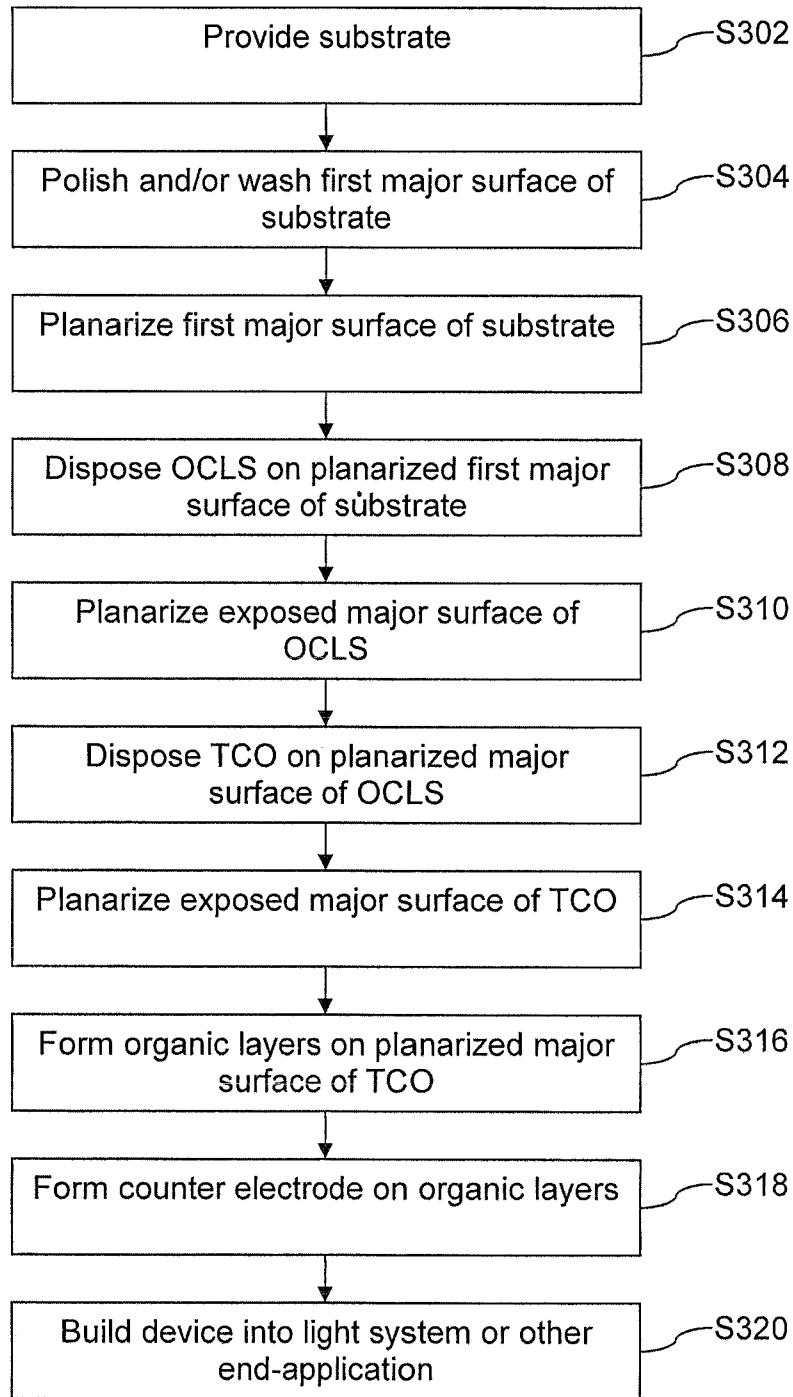 Provide substrate
S302
Polish and/or wash first major surface of
substrate
S304
Planarize first major surface of substrate
S306
Dispose OCLS on planarized first major
surface of substrate
S308
Planarize exposed major surface of
OCLS
S310
Dispose TCO on planarized major
surface of OCLS
S312
Planarize exposed major surface of TCO
S314
Form organic layers on planarized major
surface of TCO
S316
Form counter electrode on organic layers
S318
Build device into light system or other
end-application
S320